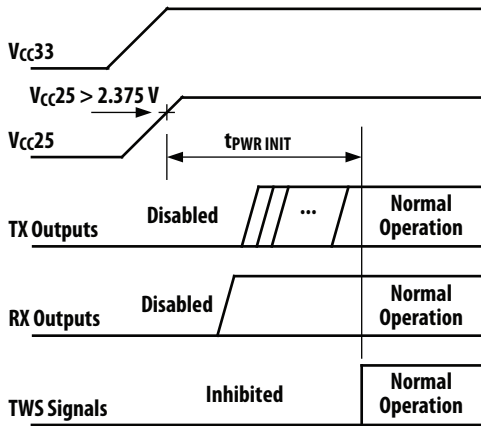 VCC33
VCC25 > 2.375 V
VCC25
tPWR INIT
TX Outputs
Disabled
...
Normal
Operation
RX Outputs
Disabled
Normal
Operation
TWS Signals
Inhibited
Normal
Operation